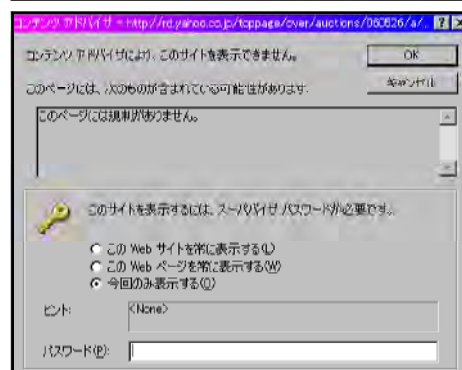 コンテンツ アドバイザ - http://rd.yahoo.co.jp/toppage/over/auctions/060626/a/...
コンテンツ アドバイザにより、このサイトを表示できません。
OK
このページには、次のものが含まれている可能性があります:
キャンセル
このページには規制がありません。
このサイトを表示するには、スーパバイザ パスワードが必要です。
この Web サイトを常に表示する(L)
この Web ページを常に表示する(W)
今回のみ表示する(O)
ヒント:
<None>
パスワード(P):